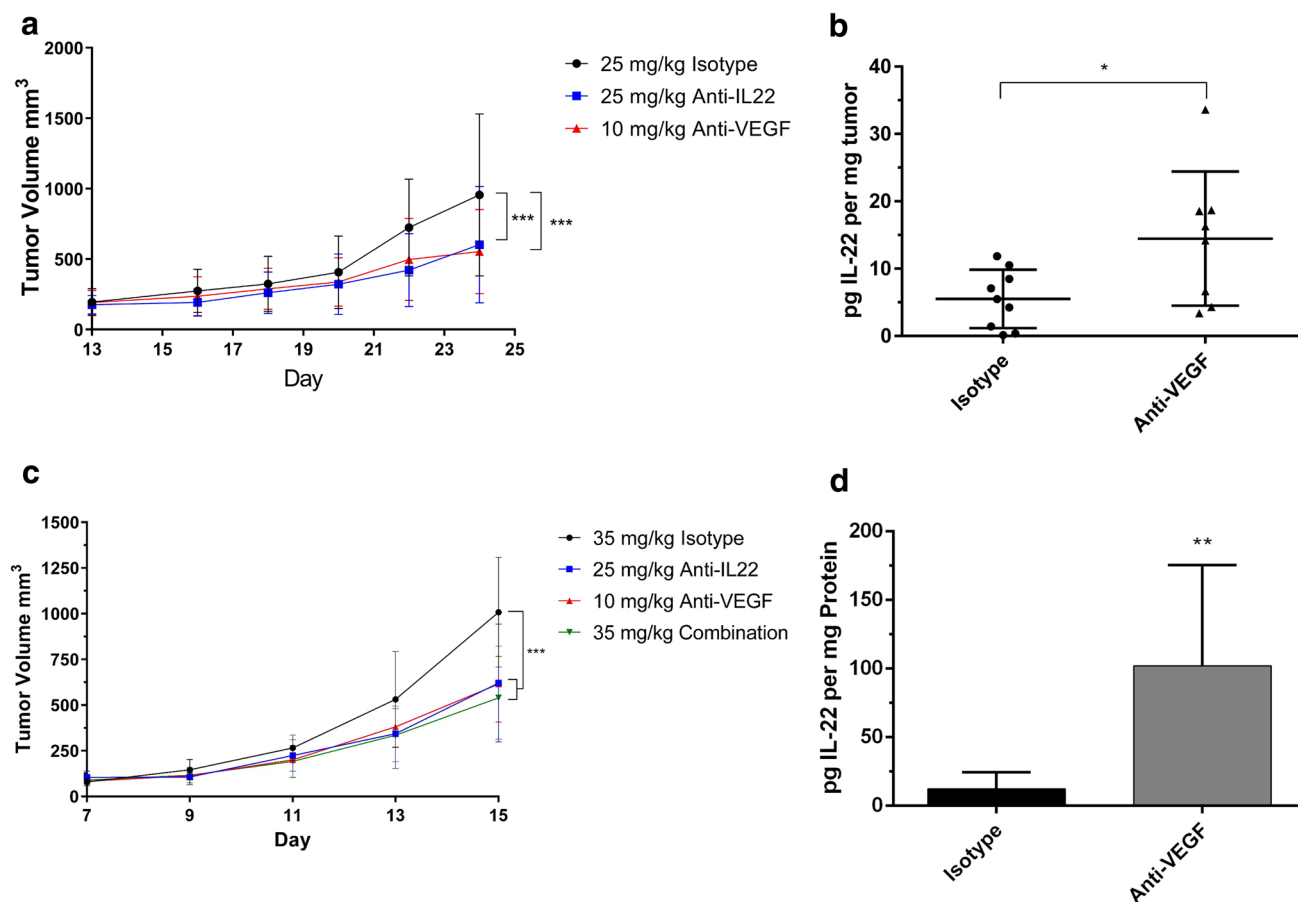 a
2000
1500
1000
500
0
Tumor Volume mm³
13 15 17 19 21 23 25
Day
25 mg/kg Isotype
25 mg/kg Anti-IL22
10 mg/kg Anti-VEGF
***
***
b
40
30
20
10
0
pg IL-22 per mg tumor
*
Isotype
Anti-VEGF
c
1500
1250
1000
750
500
250
0
Tumor Volume mm³
7 9 11 13 15
Day
35 mg/kg Isotype
25 mg/kg Anti-IL22
10 mg/kg Anti-VEGF
35 mg/kg Combination
***
d
200
150
100
50
0
pg IL-22 per mg Protein
**
Isotype
Anti-VEGF